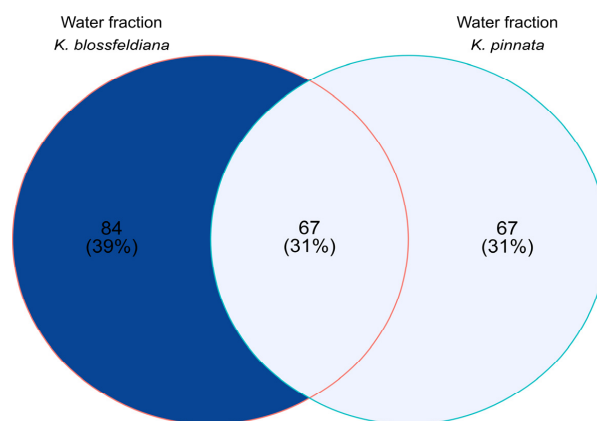 Water fraction
K. blossfeldiana
Water fraction
K. pinnata
84
(39%)
67
(31%)
67
(31%)